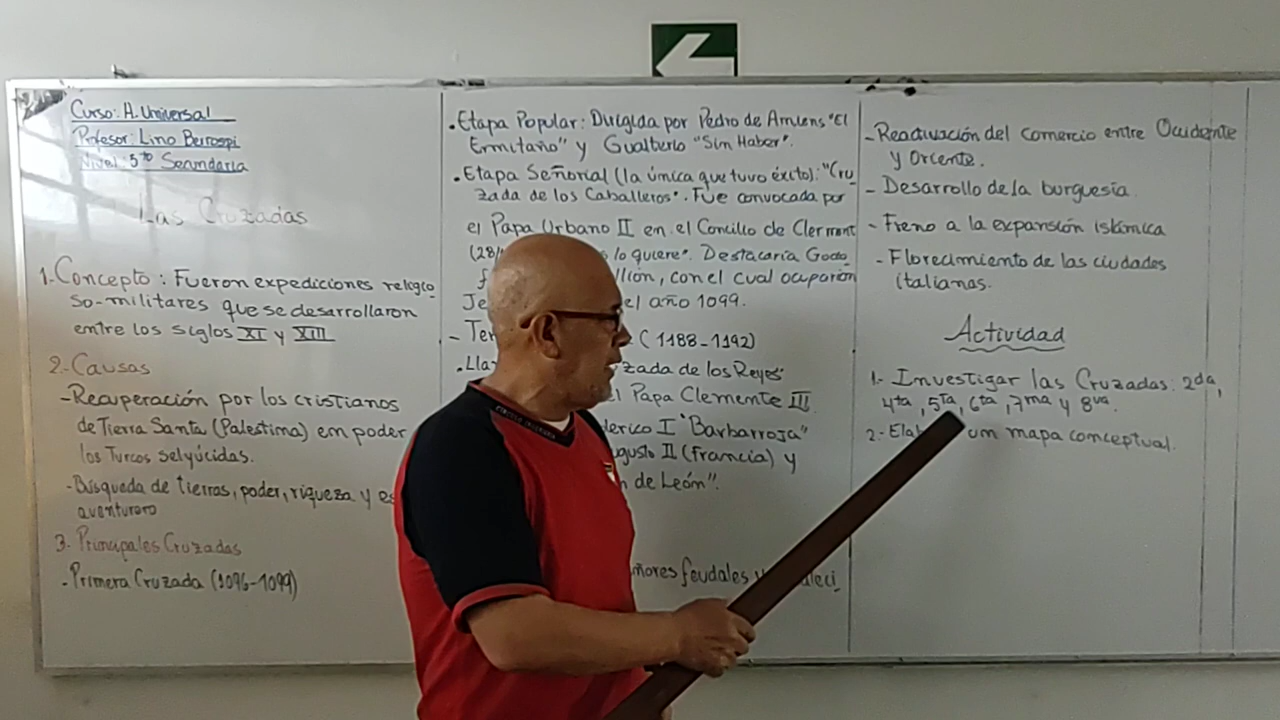 Curso: H. Universal
Profesor: Lino Berrospi
Nivel: 5to Secundaria
Las Cruzadas
1. Concepto: Fueron expediciones religio
so-militares que se desarrollaron
entre los siglos XI y XIII
2. Causas
- Recuperación por los cristianos
de Tierra Santa (Palestina) en poder
los Turcos selyúcidas.
- Búsqueda de tierras, poder, riqueza y
aventurero
3. Principales Cruzadas
. Primera Cruzada (1096-1099)
. Etapa Popular: Dirigida por Pedro de Amiens "El
Ermitaño" y Gualterio "Sin Haber".
. Etapa Señorial (la única que tuvo éxito): "Cru
zada de los Caballeros". Fue convocada por
el Papa Urbano II en el Concilio de Clermont
lo quiere". Destacaría Godo
con el cual ocuparon
el año 1099.
(1188-1192)
zada de los Reyes"
Papa Clemente III
derico I "Barbarroja"
gusto II (Francia) y
de León".
ñores feudales
- Reactivación del comercio entre Occidente
y Oriente.
- Desarrollo de la burguesía
- Freno a la expansión islámica
- Florecimiento de las ciudades
italianas.
Actividad
1.- Investigar las Cruzadas: 2da,
4ta, 5ta, 6ta, 7ma y 8va.
2.- un mapa conceptual.